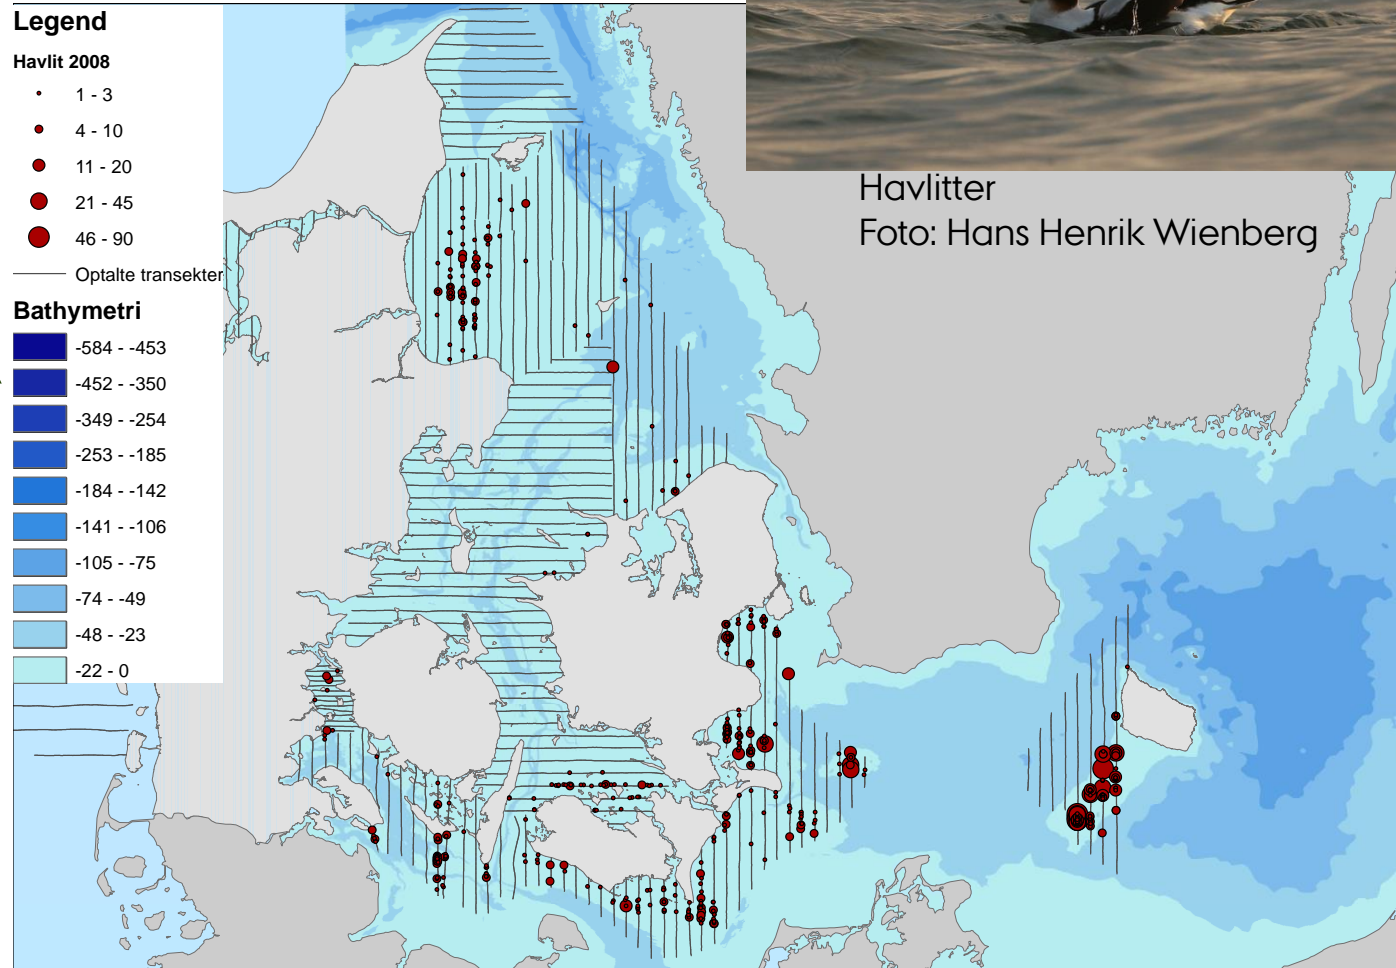 Legend
Havlit 2008
1 - 3
4 - 10
11 - 20
21 - 45
46 - 90
Optalte transekter
Bathymetri
-584 - -453
-452 - -350
-349 - -254
-253 - -185
-184 - -142
-141 - -106
-105 - -75
-74 - -49
-48 - -23
-22 - 0
Havlitter
Foto: Hans Henrik Wienberg